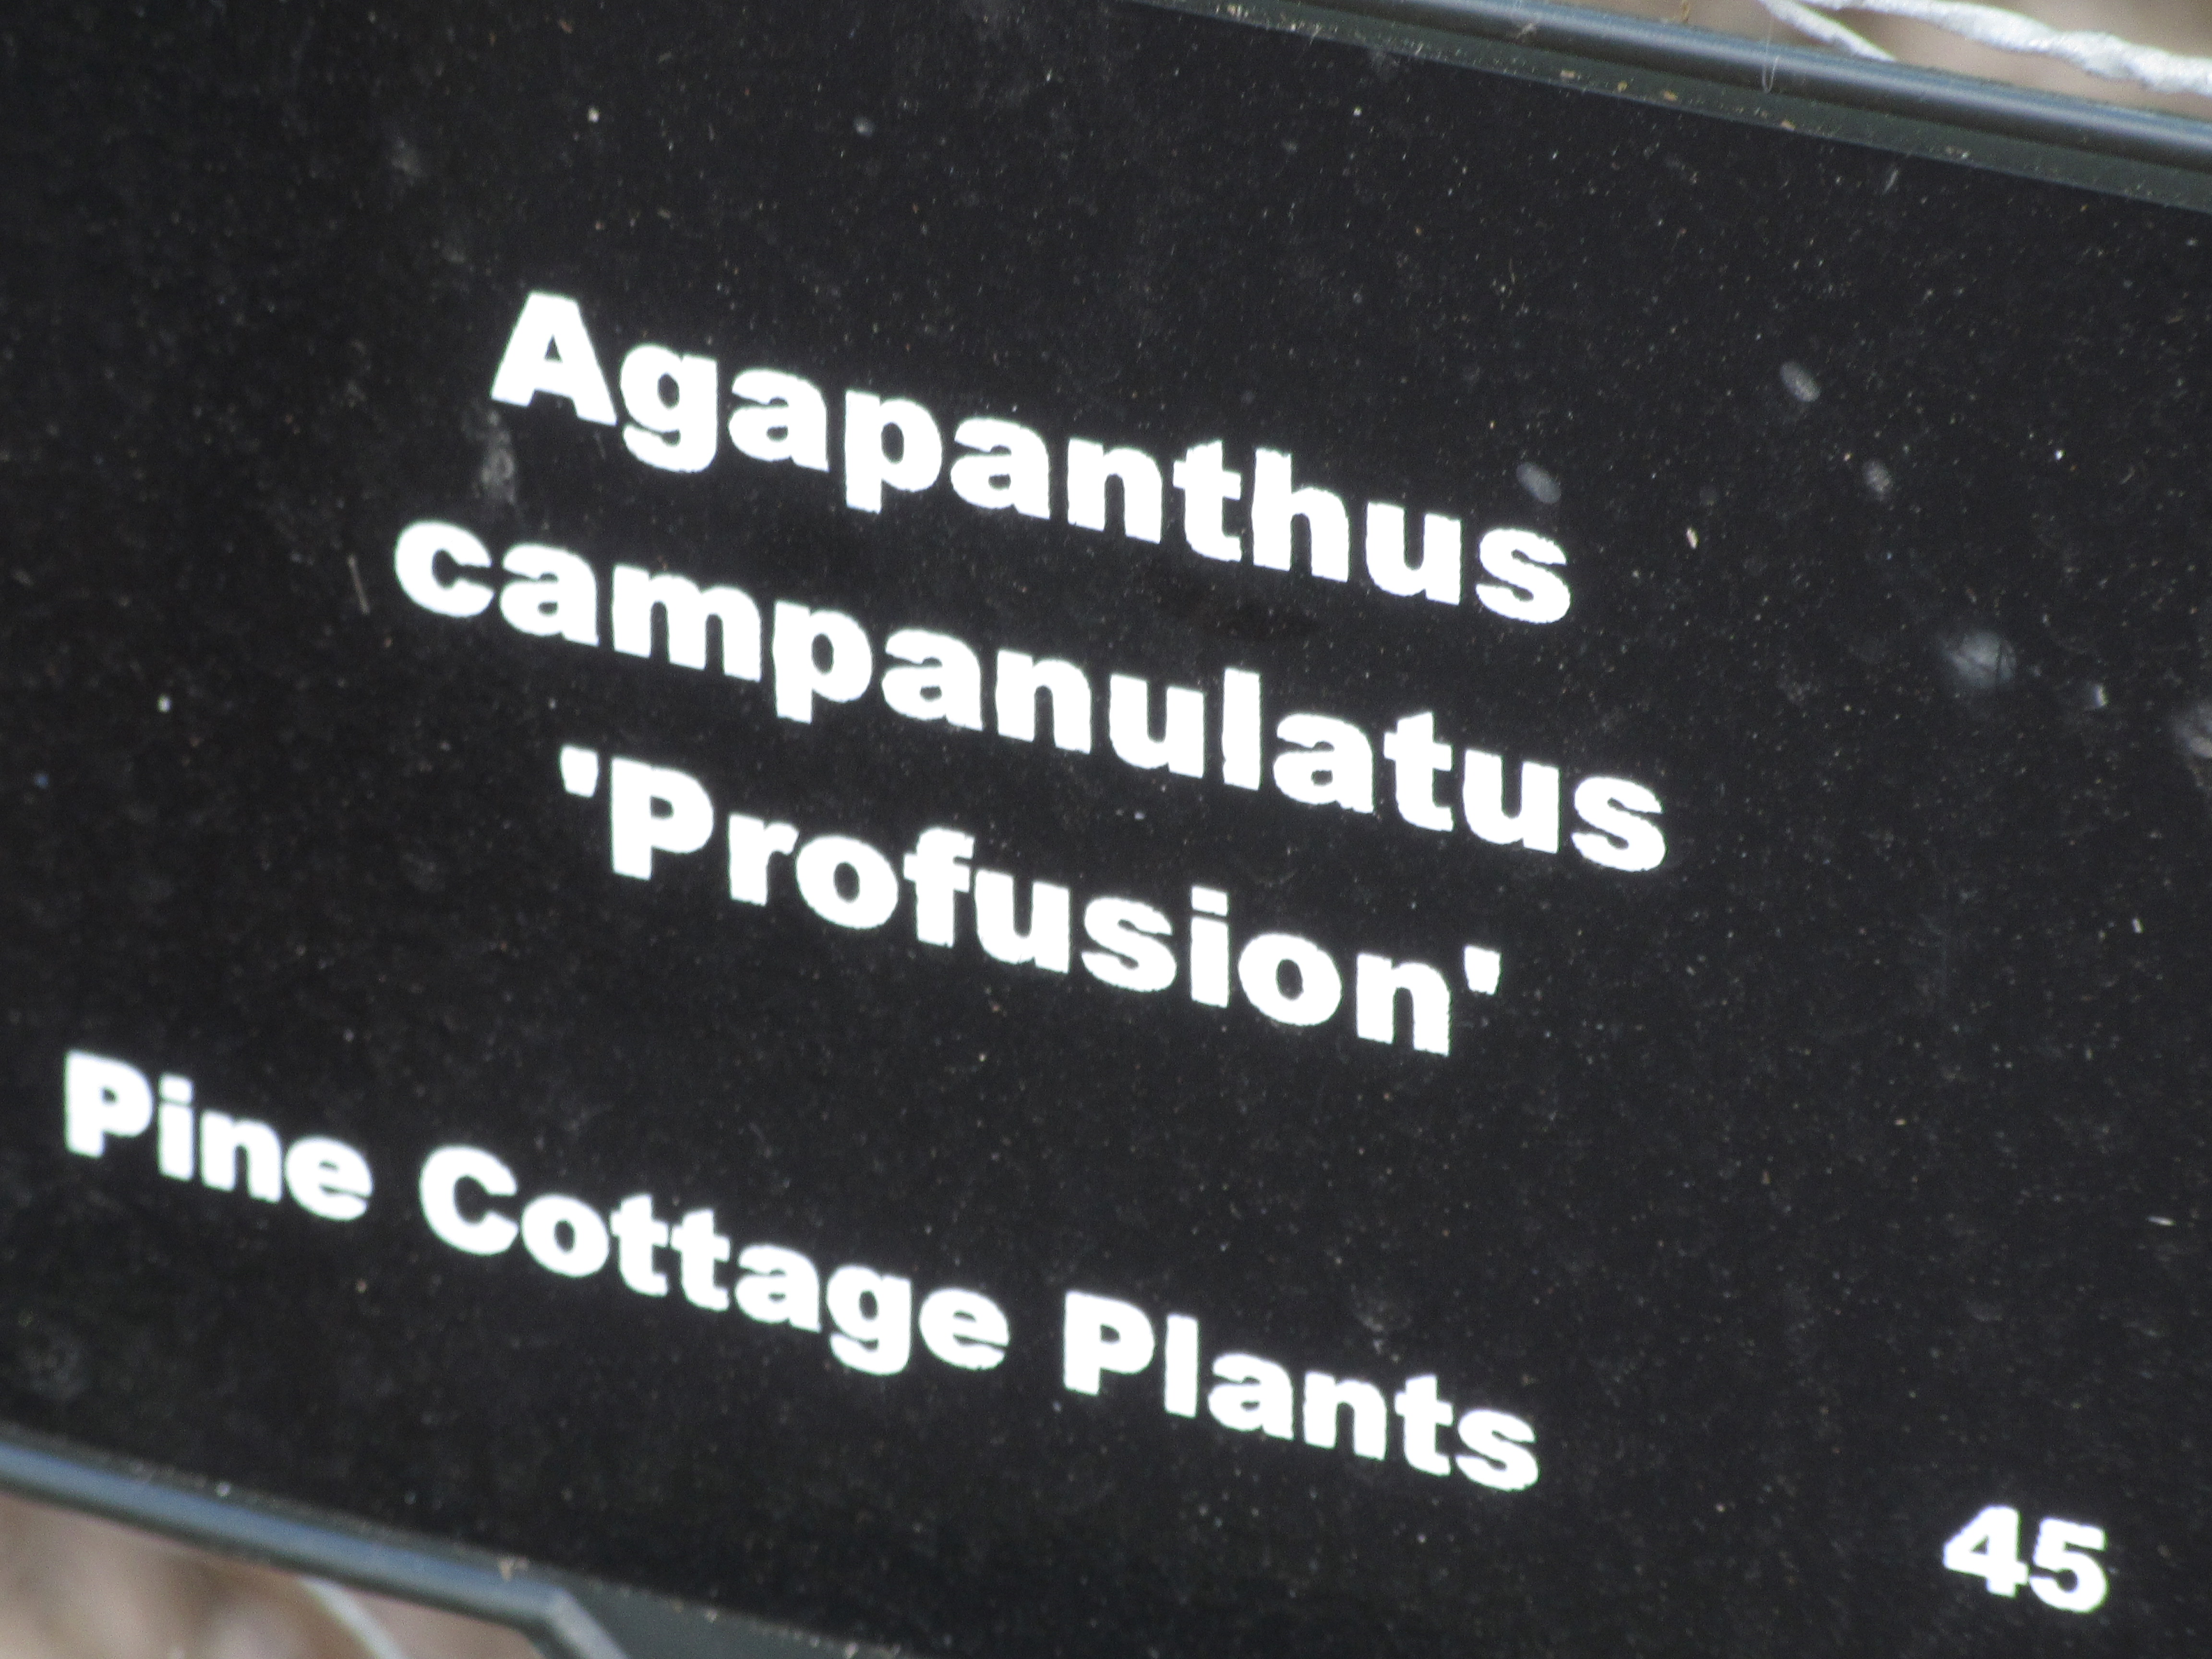 Agapanthus
campanulatus
'Profusion'
Pine Cottage Plants
45